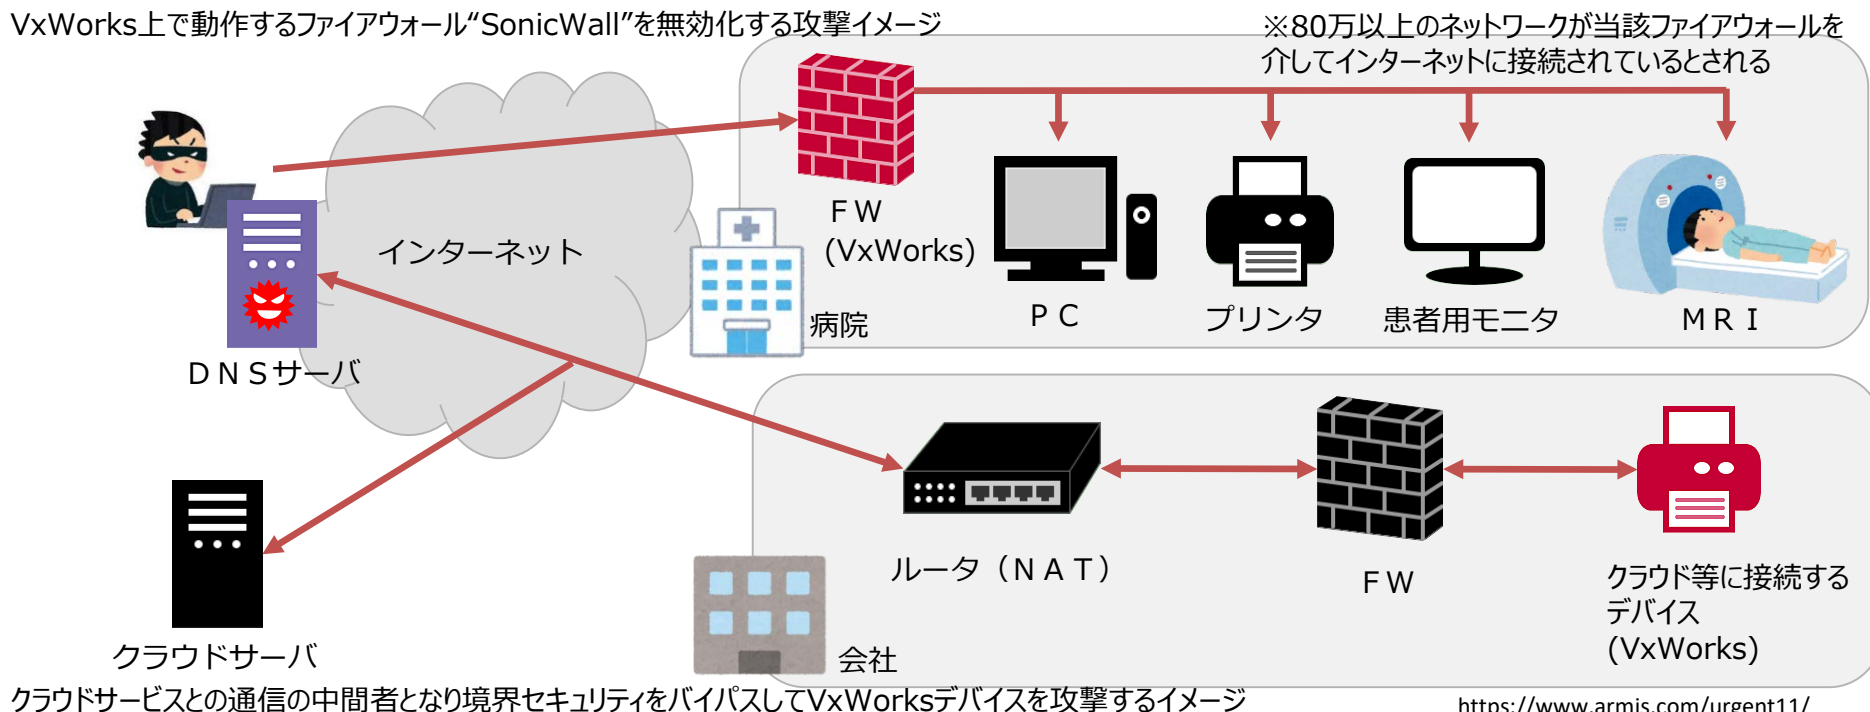 VxWorks上で動作するファイアウォール“SonicWall”を無効化する攻撃イメージ
※80万以上のネットワークが当該ファイアウォールを
介してインターネットに接続されているとされる
ＦＷ
(VxWorks)
インターネット
病院
ＰＣ
プリンタ
患者用モニタ
ＭＲＩ
ＤＮＳサーバ
ルータ（ＮＡＴ）
ＦＷ
クラウド等に接続する
デバイス
(VxWorks)
クラウドサーバ
会社
クラウドサービスとの通信の中間者となり境界セキュリティをバイパスしてVxWorksデバイスを攻撃するイメージ
https://www.armis.com/urgent11/